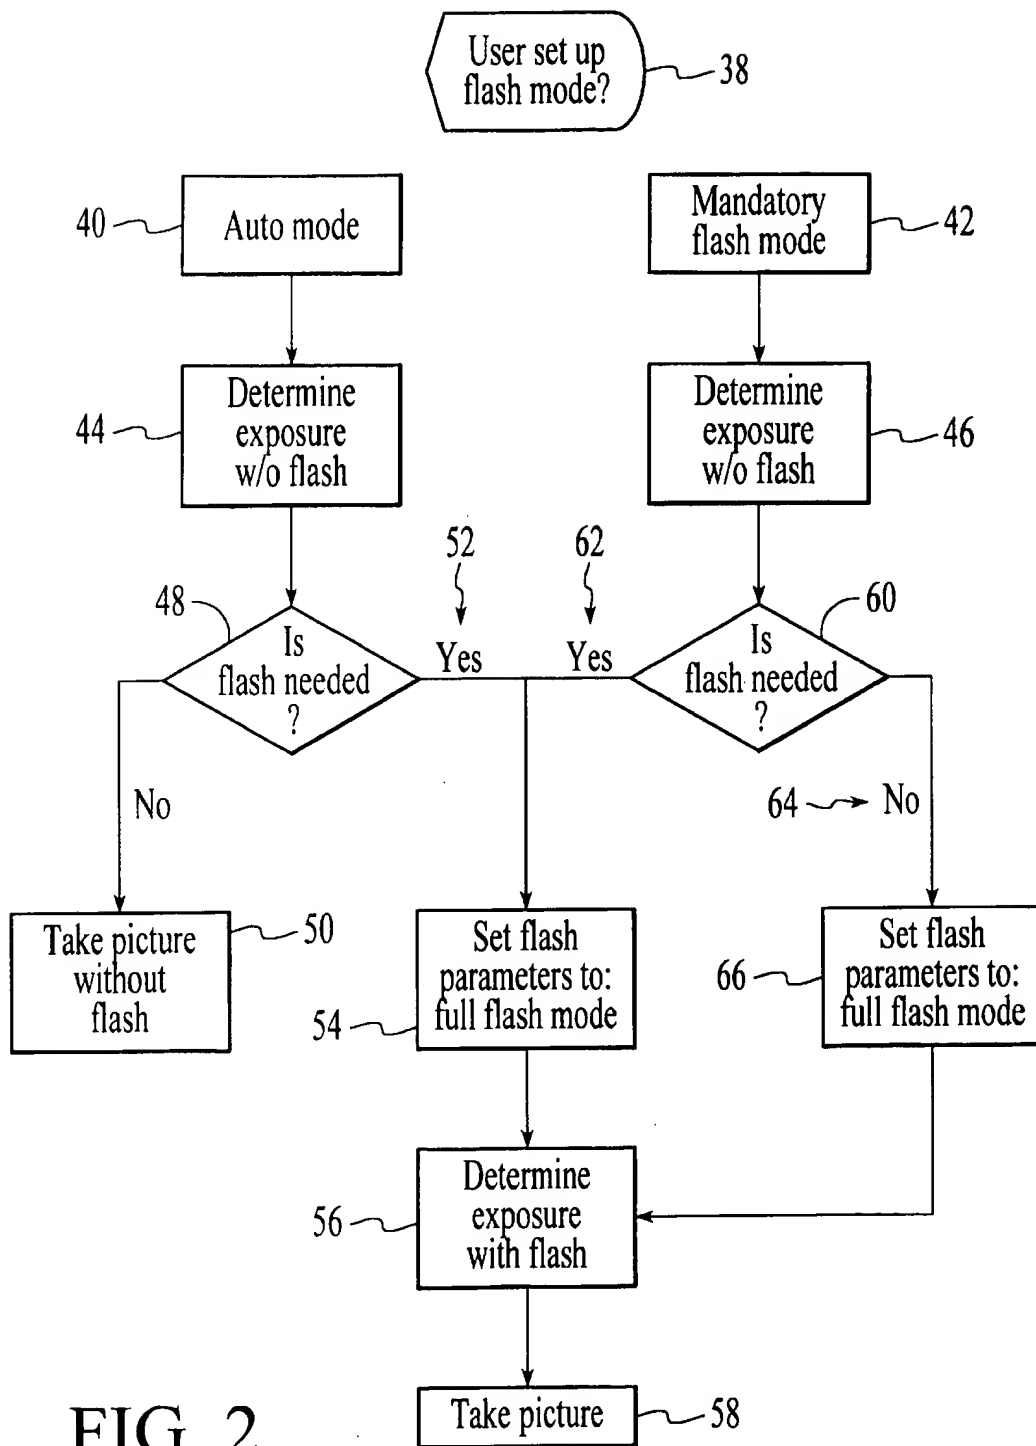 User set up
flash mode?
38
40
Auto mode
Mandatory
flash mode
42
44
Determine
exposure
w/o flash
Determine
exposure
w/o flash
46
52
62
48
Is
flash needed
?
Yes
Yes
Is
flash needed
?
60
No
64
No
Take picture
without
flash
50
Set flash
parameters to:
full flash mode
54
66
Set flash
parameters to:
full flash mode
56
Determine
exposure
with flash
Take picture
58
FIG. 2